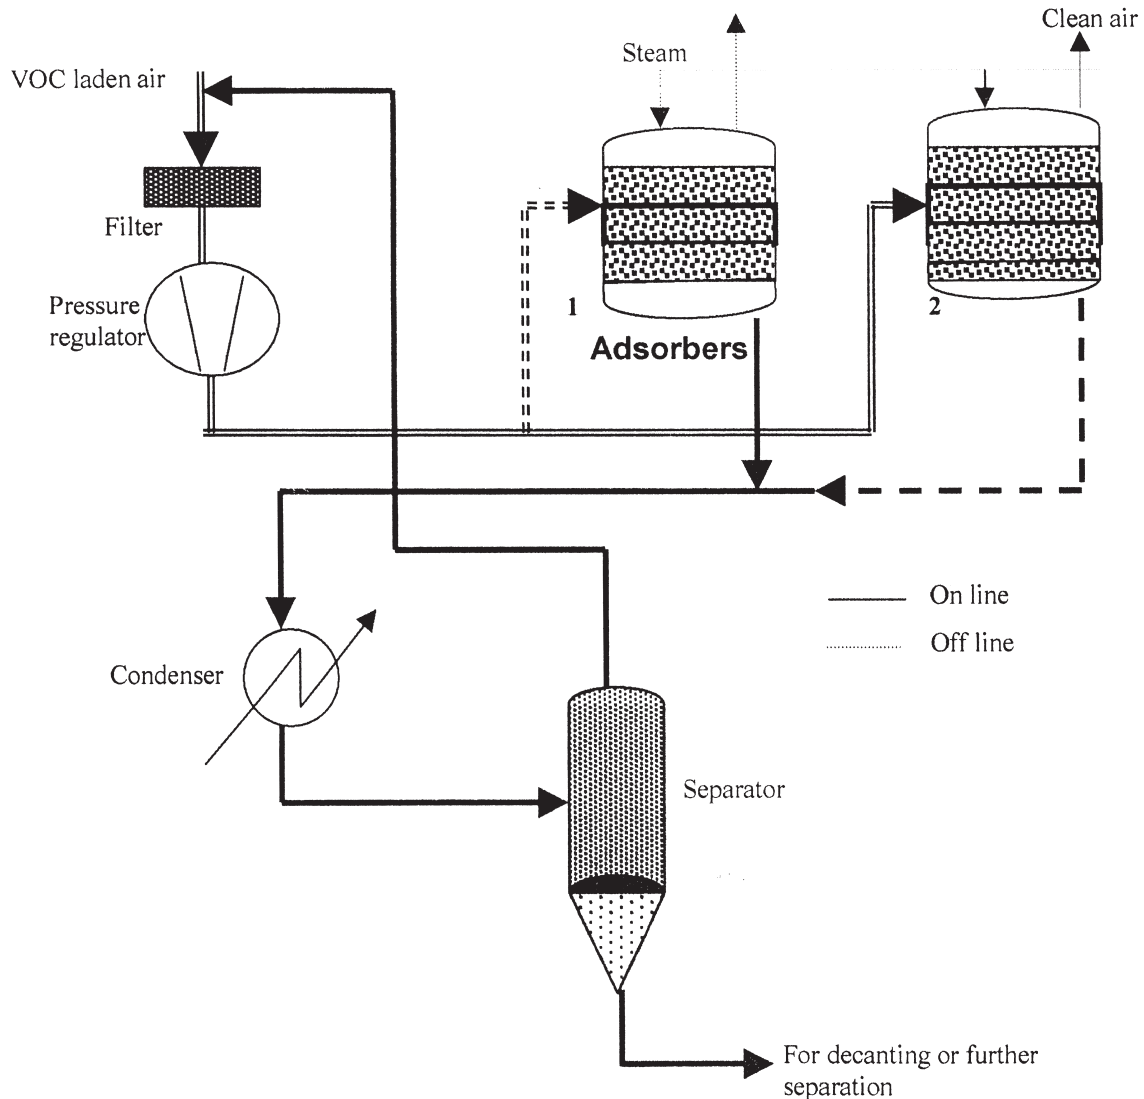 Clean air
Steam
VOC laden air
Filter
Pressure
regulator
1
2
Adsorbers
On line
Off line
Condenser
Separator
For decanting or further
separation